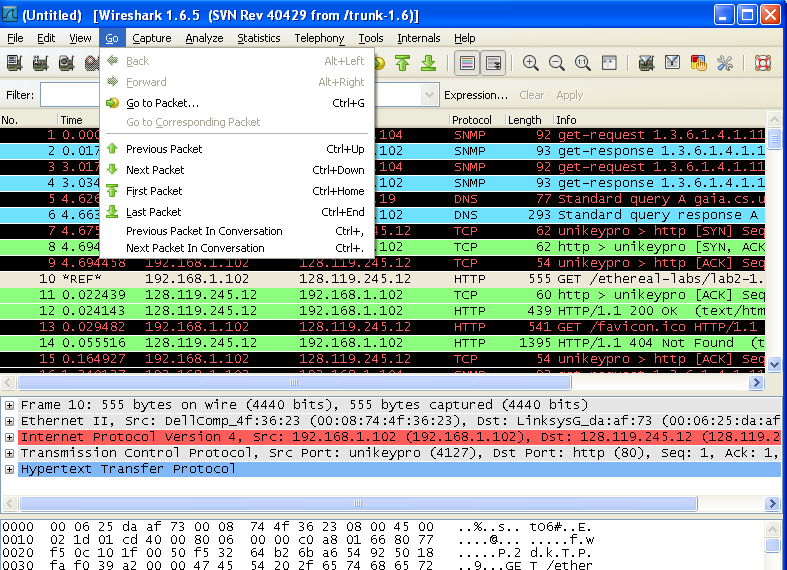 (Untitled) [Wireshark 1.6.5 (SVN Rev 40429 from /trunk-1.6)]
File Edit View Go Capture Analyze Statistics Telephony Tools Internals Help
Back Alt+Left
Forward Alt+Right
Go to Packet... Ctrl+G
Go to Corresponding Packet
Previous Packet Ctrl+Up
Next Packet Ctrl+Down
First Packet Ctrl+Home
Last Packet Ctrl+End
Previous Packet In Conversation Ctrl+,
Next Packet In Conversation Ctrl+.
Filter: Expression... Clear Apply
No. Time Protocol Length Info
1 0.000 104 SNMP 92 get-request 1.3.6.1.4.1.11
2 0.017 102 SNMP 93 get-response 1.3.6.1.4.1.
3 3.017 104 SNMP 92 get-request 1.3.6.1.4.1.11
4 3.034 102 SNMP 93 get-response 1.3.6.1.4.1.
5 4.626 19 DNS 77 Standard query A gaia.cs.u
6 4.663 102 DNS 293 Standard query response A
7 4.675 12 TCP 62 unikeypro > http [SYN] Seq
8 4.694 102 TCP 62 http > unikeypro [SYN, ACK
9 4.694458 192.168.1.102 128.119.245.12 TCP 54 unikeypro > http [ACK] Seq
10 *REF* 192.168.1.102 128.119.245.12 HTTP 555 GET /ethereal-labs/lab2-1.
11 0.022439 128.119.245.12 192.168.1.102 TCP 60 http > unikeypro [ACK] Seq
12 0.024143 128.119.245.12 192.168.1.102 HTTP 439 HTTP/1.1 200 OK (text/htm
13 0.029482 192.168.1.102 128.119.245.12 HTTP 541 GET /favicon.ico HTTP/1.1
14 0.055516 128.119.245.12 192.168.1.102 HTTP 1395 HTTP/1.1 404 Not Found (t
15 0.164927 192.168.1.102 128.119.245.12 TCP 54 unikeypro > http [ACK] Seq
Frame 10: 555 bytes on wire (4440 bits), 555 bytes captured (4440 bits)
Ethernet II, Src: DellComp_4f:36:23 (00:08:74:4f:36:23), Dst: LinksysG_da:af:73 (00:06:25:da:af
Internet Protocol Version 4, Src: 192.168.1.102 (192.168.1.102), Dst: 128.119.245.12 (128.119.2
Transmission Control Protocol, Src Port: unikeypro (4127), Dst Port: http (80), Seq: 1, Ack: 1,
Hypertext Transfer Protocol
0000 00 06 25 da af 73 00 08 74 4f 36 23 08 00 45 00 ..%..s.. tO6#..E.
0010 02 1d 01 cd 40 00 80 06 00 00 c0 a8 01 66 80 77 ....@... .....f.w
0020 f5 0c 10 1f 00 50 f5 32 64 b2 6b a6 54 92 50 18 .....P.2 d.k.T.P.
0030 fa f0 39 a2 00 00 47 45 54 20 2f 65 74 68 65 72 ..9...GE T /ether